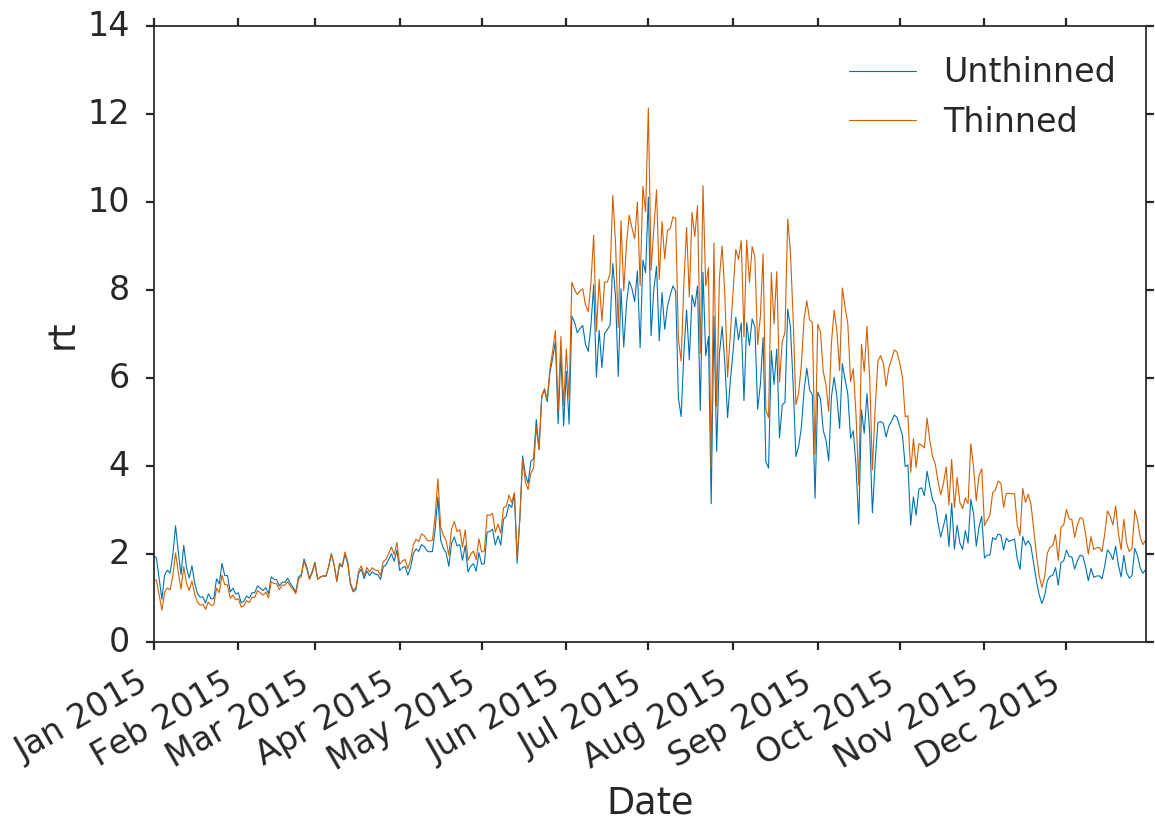 14
12
10
8
6
4
2
0
rt
Unthinned
Thinned
Jan 2015
Feb 2015
Mar 2015
Apr 2015
May 2015
Jun 2015
Jul 2015
Aug 2015
Sep 2015
Oct 2015
Nov 2015
Dec 2015
Date